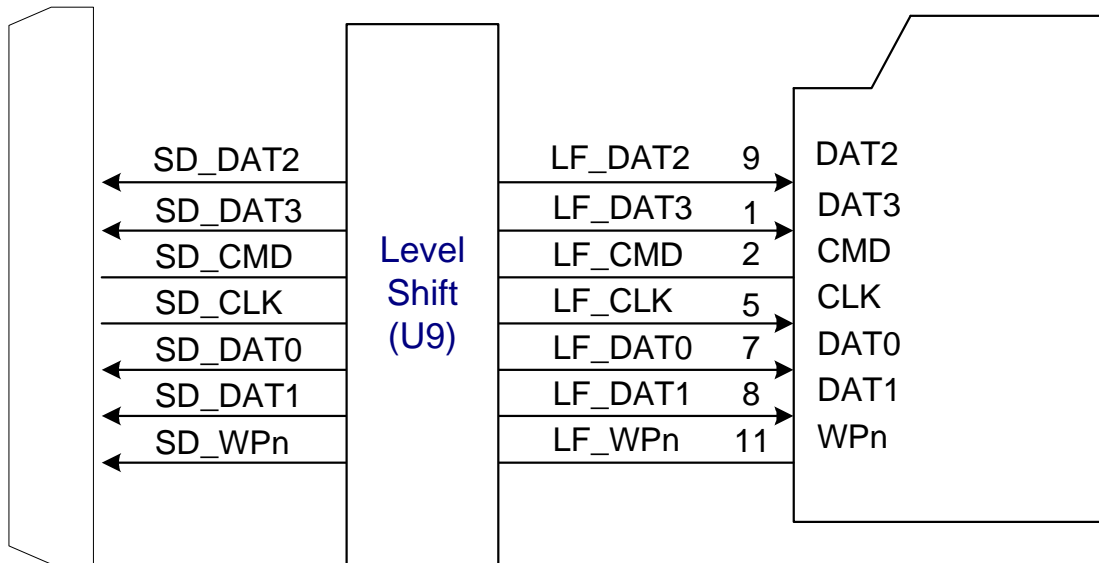 SD_DAT2 LF_DAT2 9 DAT2
SD_DAT3 LF_DAT3 1 DAT3
SD_CMD LF_CMD 2 CMD
SD_CLK LF_CLK 5 CLK
SD_DAT0 LF_DAT0 7 DAT0
SD_DAT1 LF_DAT1 8 DAT1
SD_WPn LF_WPn 11 WPn
Level
Shift
(U9)